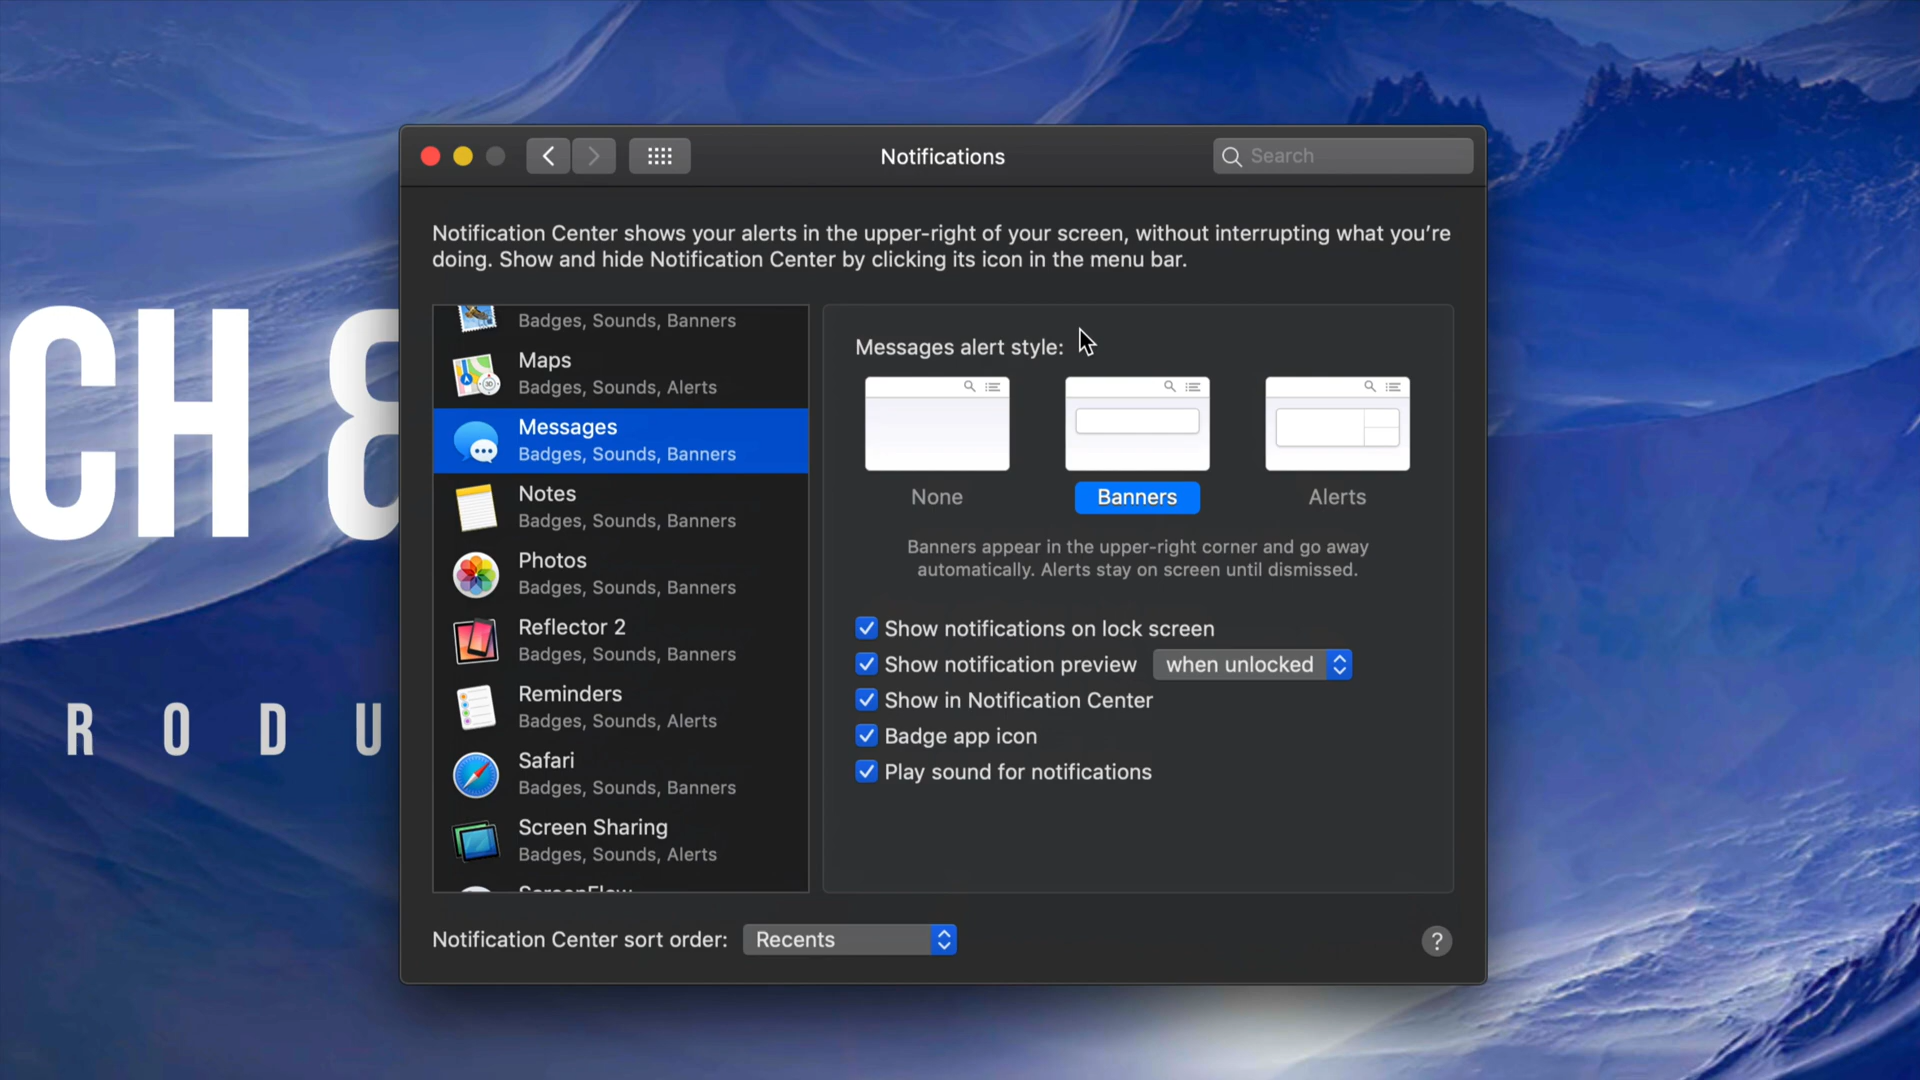 Notifications
Search
Notification Center shows your alerts in the upper-right of your screen, without interrupting what you’re
doing. Show and hide Notification Center by clicking its icon in the menu bar.
Badges, Sounds, Banners
Maps
Badges, Sounds, Alerts
Messages
Badges, Sounds, Banners
Notes
Badges, Sounds, Banners
Photos
Badges, Sounds, Banners
Reflector 2
Badges, Sounds, Banners
Reminders
Badges, Sounds, Alerts
Safari
Badges, Sounds, Banners
Screen Sharing
Badges, Sounds, Alerts
ScreenFlow
Messages alert style:
None
Banners
Alerts
Banners appear in the upper-right corner and go away
automatically. Alerts stay on screen until dismissed.
Show notifications on lock screen
Show notification preview when unlocked
Show in Notification Center
Badge app icon
Play sound for notifications
Notification Center sort order: Recents
?
CH &
RODU